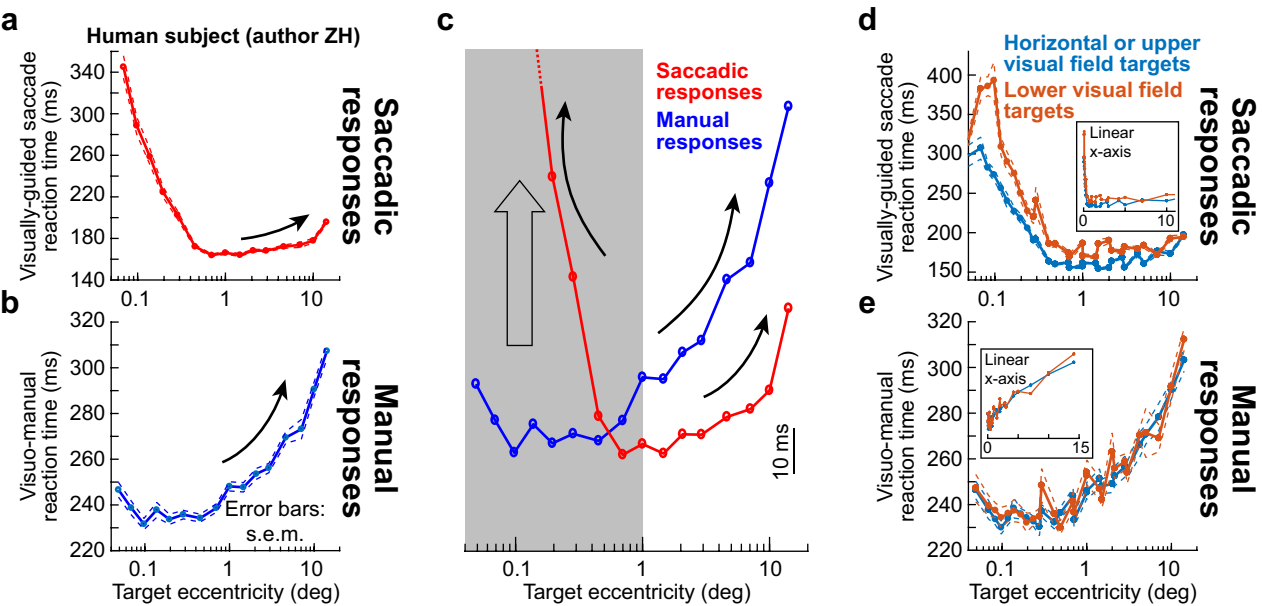 a
Human subject (author ZH)
Visually-guided saccade
reaction time (ms)
340
300
260
220
180
140
0.1
1
10
Saccadic
responses
b
Visuo-manual
reaction time (ms)
320
300
280
260
240
220
Error bars:
s.e.m.
0.1
1
10
Target eccentricity (deg)
Manual
responses
c
Saccadic
responses
Manual
responses
10 ms
0.1
1
10
Target eccentricity (deg)
d
Horizontal or upper
visual field targets
Lower visual field
targets
Visually-guided saccade
reaction time (ms)
400
350
300
250
200
150
Linear
x-axis
0
10
0.1
1
10
Saccadic
responses
e
Visuo-manual
reaction time (ms)
320
300
280
260
240
220
Linear
x-axis
0
15
0.1
1
10
Target eccentricity (deg)
Manual
responses